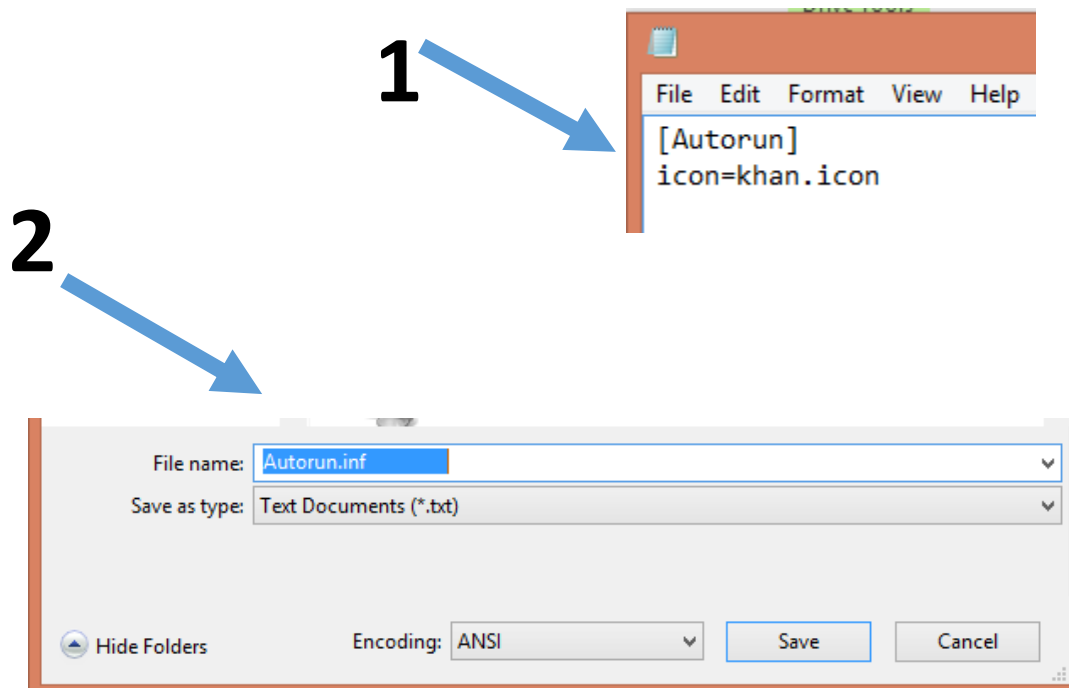 1
File Edit Format View Help
[Autorun]
icon=khan.icon
2
File name: Autorun.inf
Save as type: Text Documents (*.txt)
Hide Folders Encoding: ANSI Save Cancel